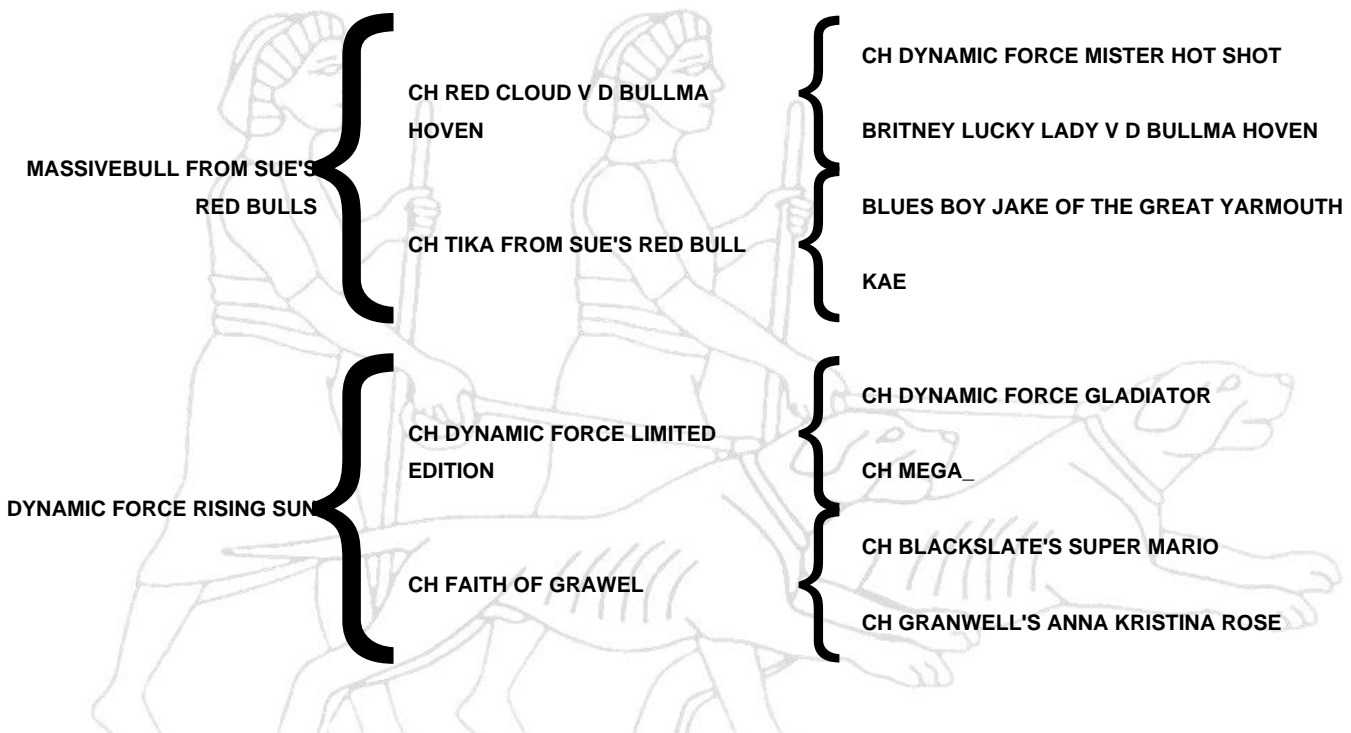 MASSIVEBULL FROM SUE'S
RED BULLS
CH RED CLOUD V D BULLMA
HOVEN
CH TIKA FROM SUE'S RED BULL
CH DYNAMIC FORCE MISTER HOT SHOT
BRITNEY LUCKY LADY V D BULLMA HOVEN
BLUES BOY JAKE OF THE GREAT YARMOUTH
KAE
DYNAMIC FORCE RISING SUN
CH DYNAMIC FORCE LIMITED
EDITION
CH FAITH OF GRAWEL
CH DYNAMIC FORCE GLADIATOR
CH MEGA_
CH BLACKSLATE'S SUPER MARIO
CH GRANWELL'S ANNA KRISTINA ROSE